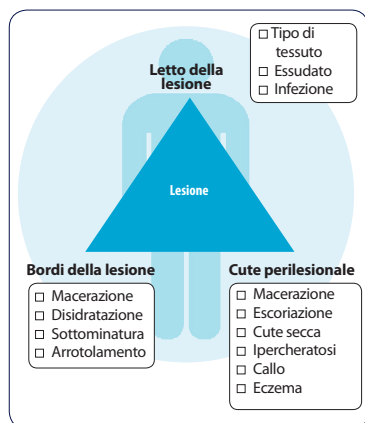 ☐ Tipo di
tessuto
☐ Essudato
☐ Infezione
Letto della
lesione
Lesione
Bordi della lesione
☐ Macerazione
☐ Disidratazione
☐ Sottominatura
☐ Arrotolamento
Cute perilesionale
☐ Macerazione
☐ Escoriazione
☐ Cute secca
☐ Ipercheratosi
☐ Callo
☐ Eczema